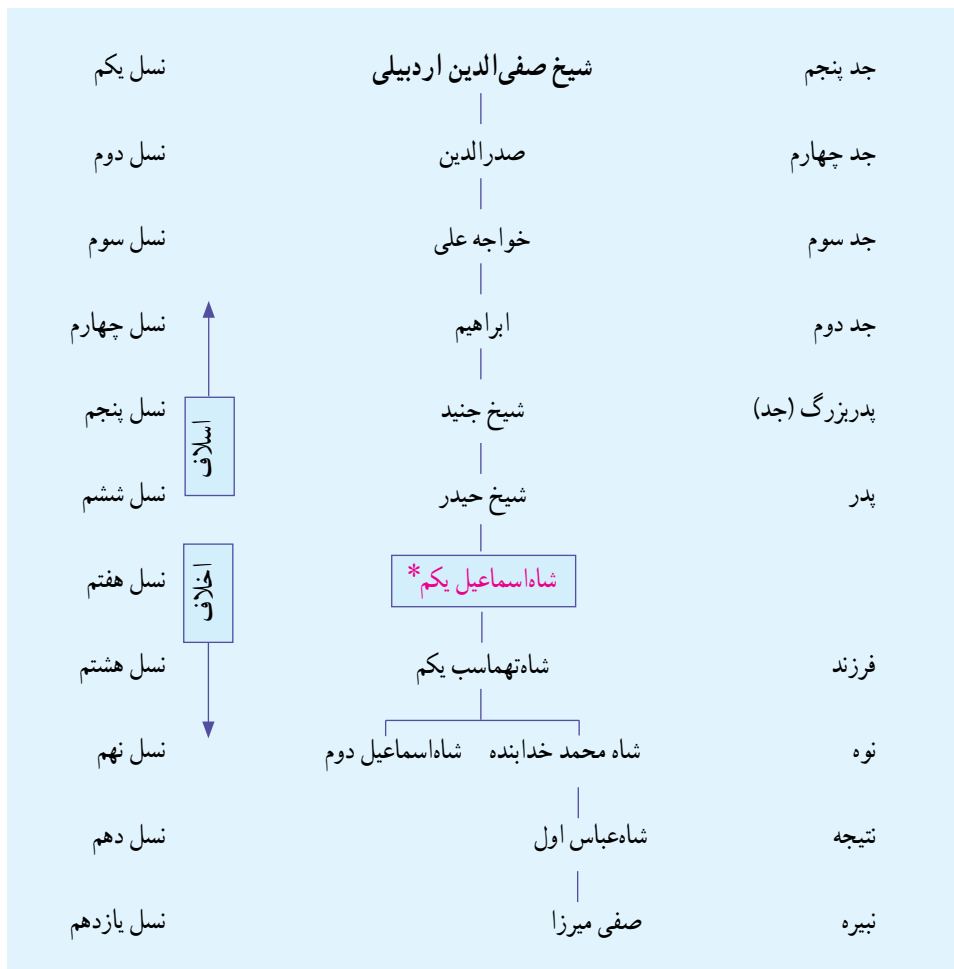 جد پنجم شیخ صفی‌الدین اردبیلی نسل یکم
جد چهارم صدرالدین نسل دوم
جد سوم خواجه علی نسل سوم
جد دوم ابراهیم نسل چهارم
پدربزرگ (جد) شیخ جنید نسل پنجم
اسلاف
پدر شیخ حیدر نسل ششم
شاه‌اسماعیل یکم* نسل هفتم
اخلاف
فرزند شاه‌تهماسب یکم نسل هشتم
نوه شاه محمد خدابنده شاه‌اسماعیل دوم نسل نهم
نتیجه شاه‌عباس اول نسل دهم
نبیره صفی میرزا نسل یازدهم